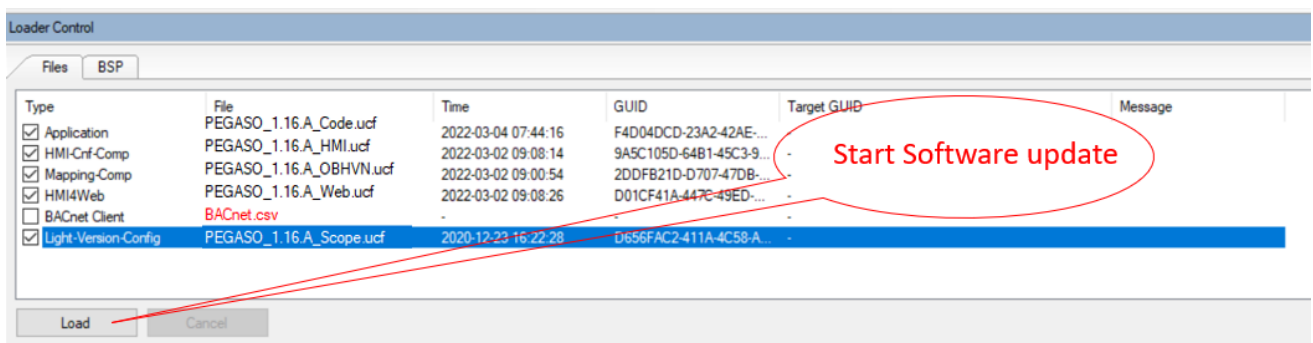 Loader Control
Files BSP
Type File Time GUID Target GUID Message
Application PEGASO_1.16.A_Code.ucf 2022-03-04 07:44:16 F4D04DCD-23A2-42AE-... -
HMI-Cnf-Comp PEGASO_1.16.A_HMI.ucf 2022-03-02 09:08:14 9A5C105D-64B1-45C3-9... -
Mapping-Comp PEGASO_1.16.A_OBHVN.ucf 2022-03-02 09:00:54 2DDFB21D-D707-47DB-... -
HMI4Web PEGASO_1.16.A_Web.ucf 2022-03-02 09:08:26 D01CF41A-447C-49ED-... -
BACnet Client BACnet.csv - - -
Light-Version-Config PEGASO_1.16.A_Scope.ucf 2020-12-23 16:22:28 D656FAC2-411A-4C58-A... -
Start Software update
Load Cancel